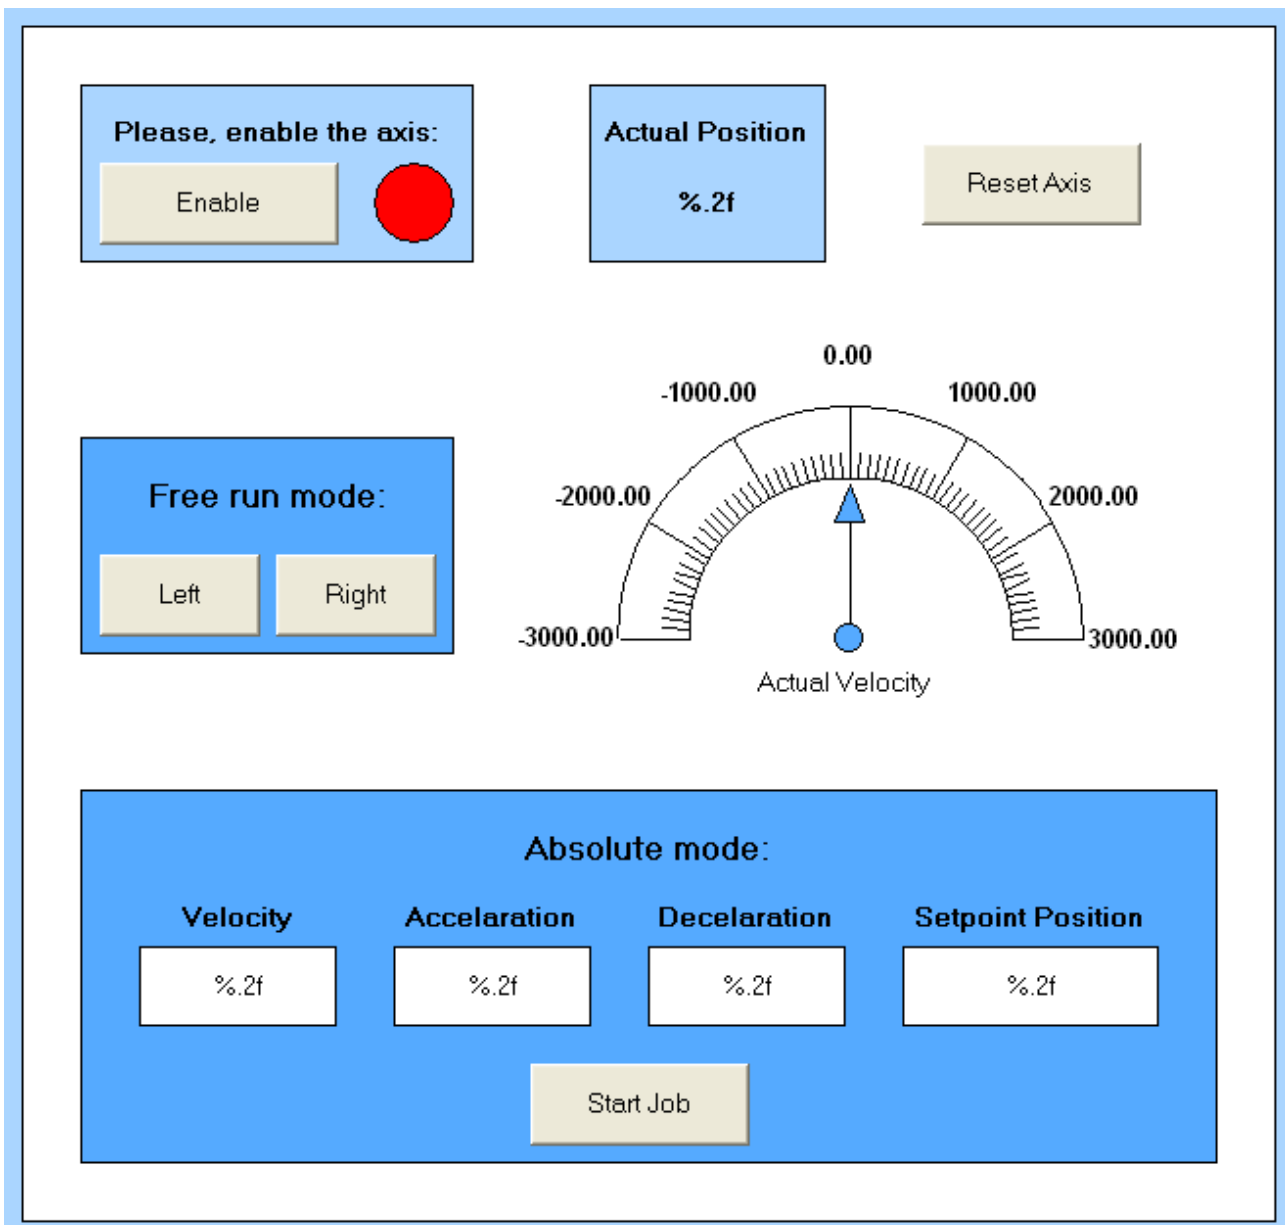 Please, enable the axis:
Enable
Actual Position
%.2f
Reset Axis
0.00
-1000.00
1000.00
-2000.00
2000.00
-3000.00
3000.00
Actual Velocity
Free run mode:
Left
Right
Absolute mode:
Velocity
Accelaration
Decelaration
Setpoint Position
%.2f
%.2f
%.2f
%.2f
Start Job